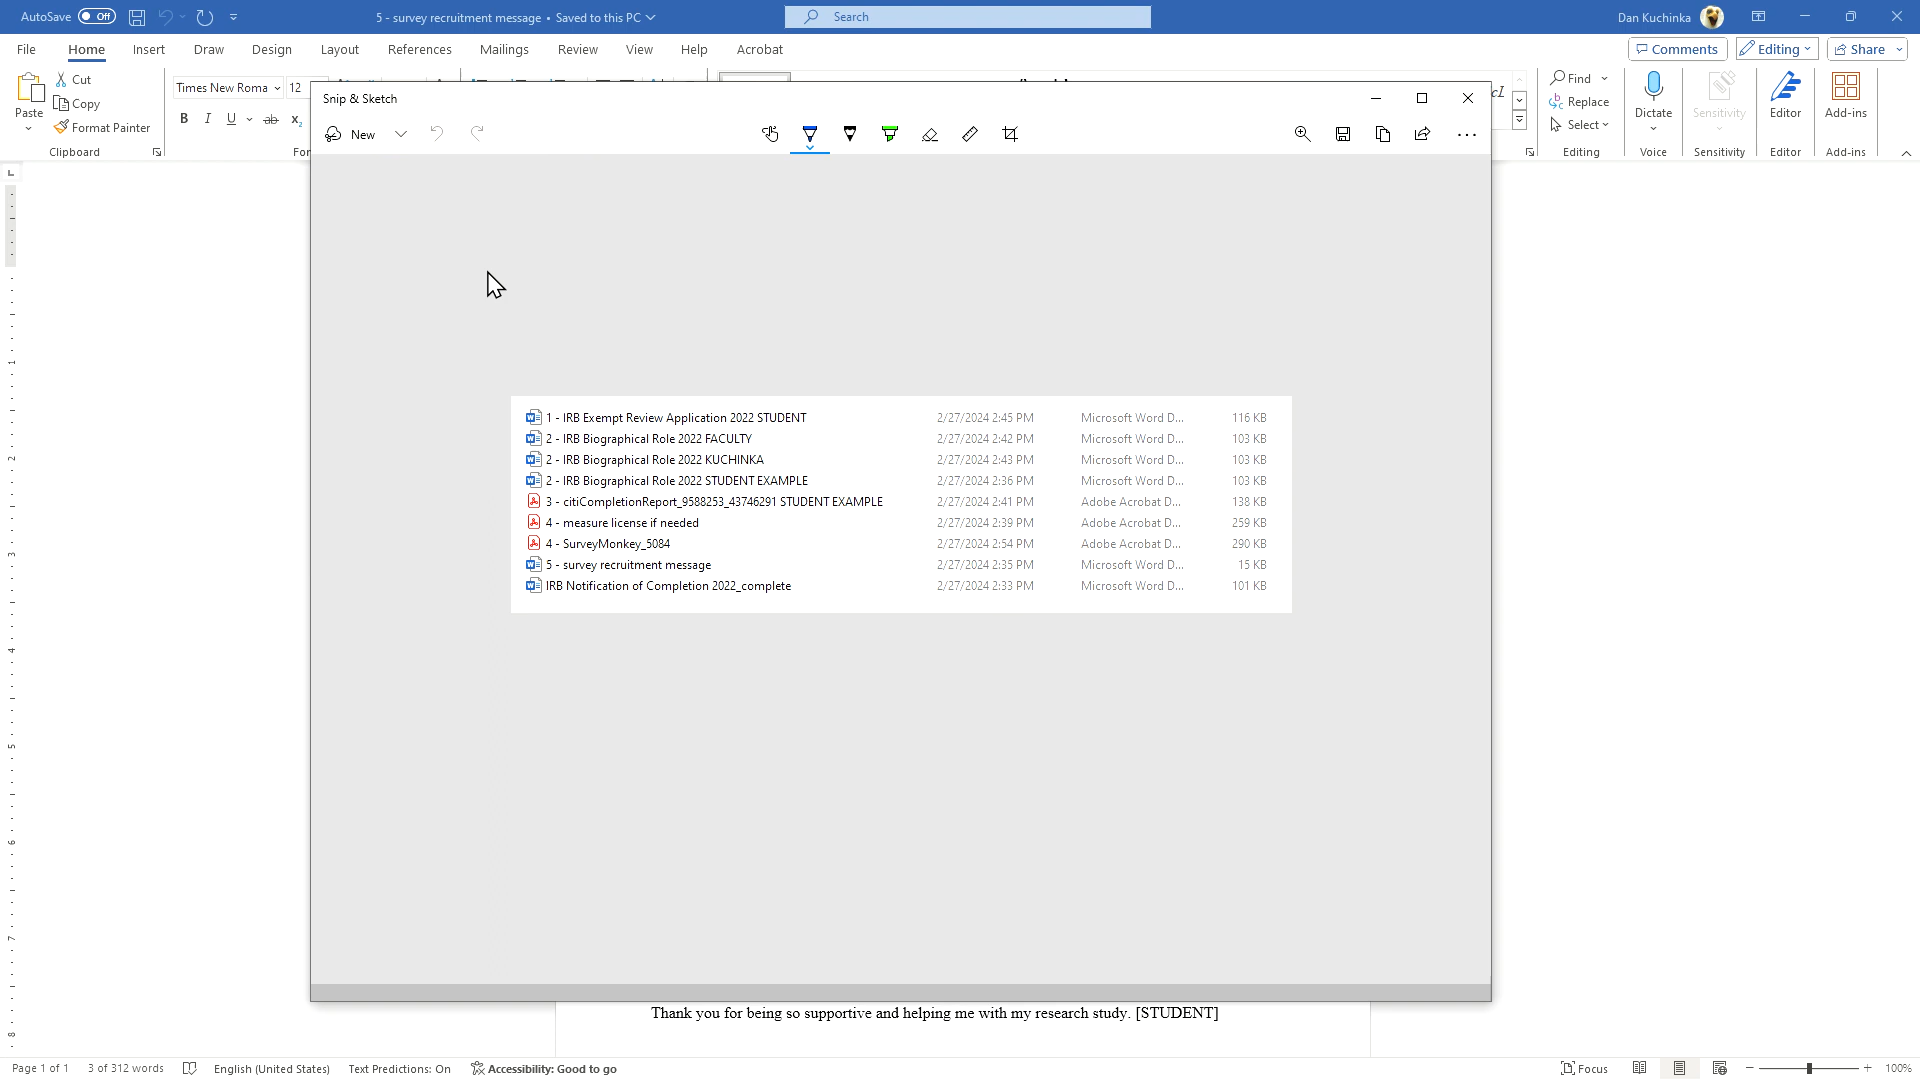 AutoSave Off 5 - survey recruitment message • Saved to this PC Search Dan Kuchinka
File Home Insert Draw Design Layout References Mailings Review View Help Acrobat Comments Editing Share
Paste Cut
Copy
Format Painter
Clipboard
Times New Roma 12
B I U ab x
Find
Replace
Select
Editing
Dictate
Voice
Sensitivity
Sensitivity
Editor
Editor
Add-ins
Add-ins
Snip & Sketch
New
1 - IRB Exempt Review Application 2022 STUDENT 2/27/2024 2:45 PM Microsoft Word D... 116 KB
2 - IRB Biographical Role 2022 FACULTY 2/27/2024 2:42 PM Microsoft Word D... 103 KB
2 - IRB Biographical Role 2022 KUCHINKA 2/27/2024 2:43 PM Microsoft Word D... 103 KB
2 - IRB Biographical Role 2022 STUDENT EXAMPLE 2/27/2024 2:36 PM Microsoft Word D... 103 KB
3 - citiCompletionReport_9588253_43746291 STUDENT EXAMPLE 2/27/2024 2:41 PM Adobe Acrobat D... 138 KB
4 - measure license if needed 2/27/2024 2:39 PM Adobe Acrobat D... 259 KB
4 - SurveyMonkey_5084 2/27/2024 2:54 PM Adobe Acrobat D... 290 KB
5 - survey recruitment message 2/27/2024 2:35 PM Microsoft Word D... 15 KB
IRB Notification of Completion 2022_complete 2/27/2024 2:33 PM Microsoft Word D... 101 KB
Thank you for being so supportive and helping me with my research study. [STUDENT]
Page 1 of 1 3 of 312 words English (United States) Text Predictions: On Accessibility: Good to go Focus 100%